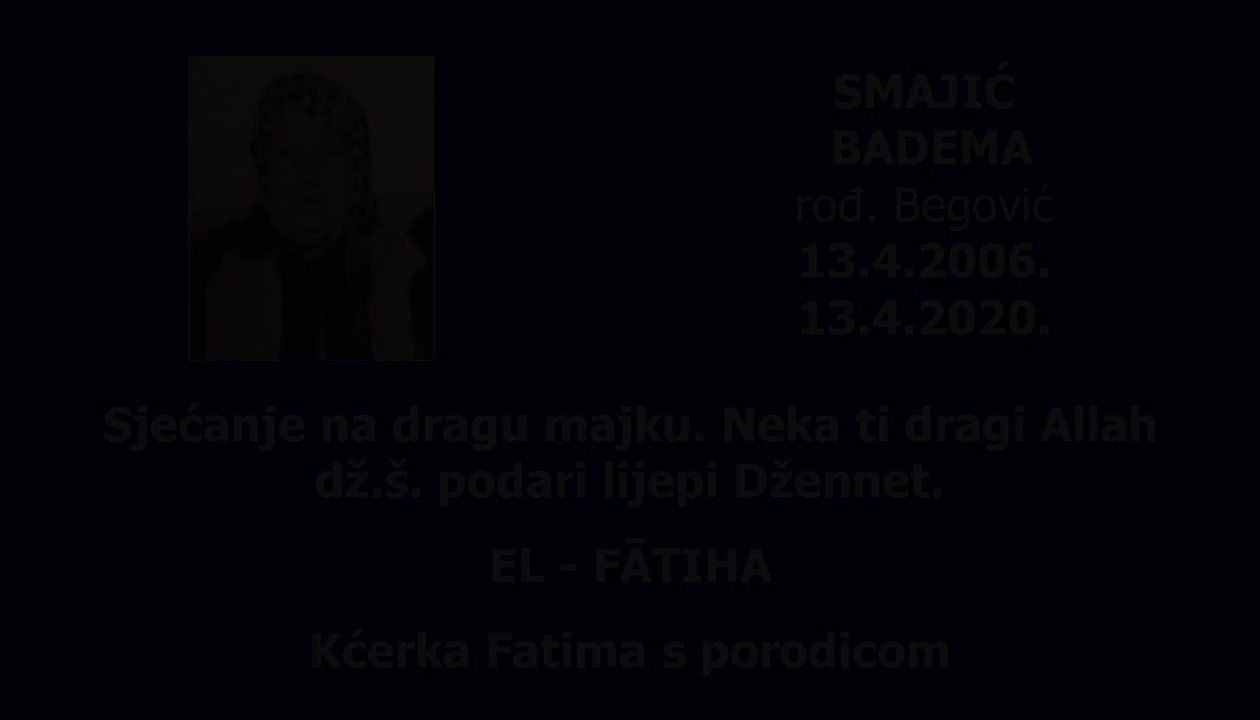 SMAJIĆ
BADEMA
rođ. Begović
13.4.2006.
13.4.2020.
Sjećanje na dragu majku. Neka ti dragi Allah
dž.š. podari lijepi Džennet.
EL - FĀTIHA
Kćerka Fatima s porodicom